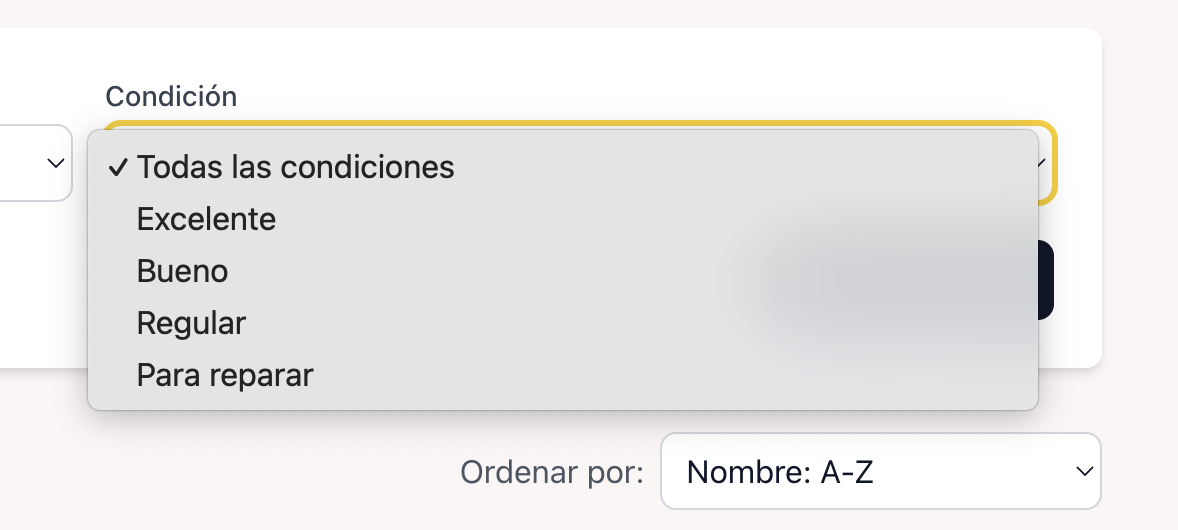 Condición
✓ Todas las condiciones
Excelente
Bueno
Regular
Para reparar
Ordenar por: Nombre: A-Z